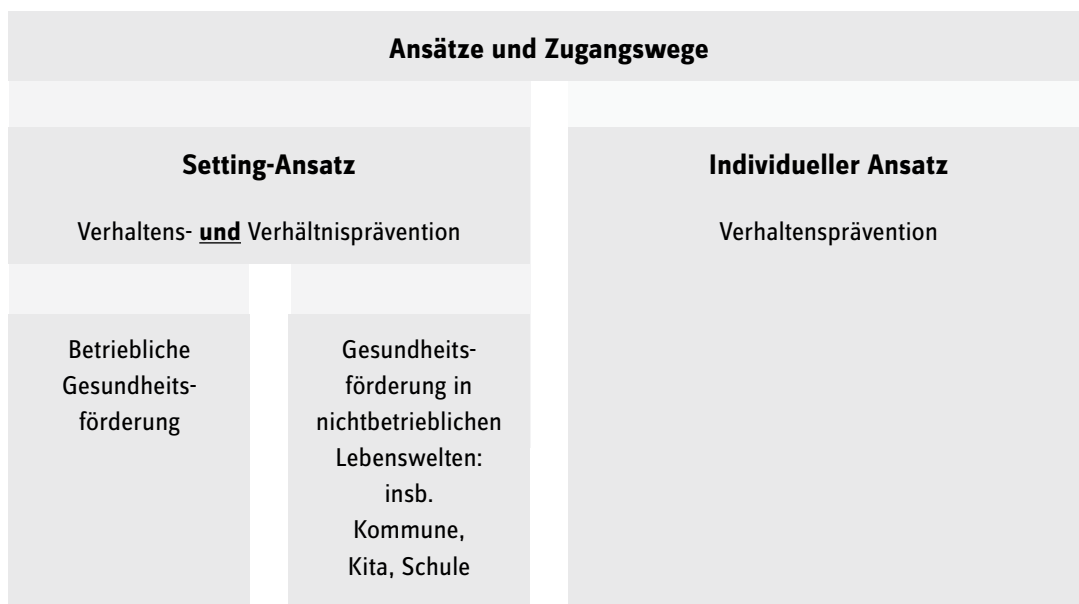 Ansätze und Zugangswege
Setting-Ansatz
Verhaltens- und Verhältnisprävention
Betriebliche
Gesundheits-
förderung
Gesundheits-
förderung in
nichtbetrieblichen
Lebenswelten:
insb.
Kommune,
Kita, Schule
Individueller Ansatz
Verhaltensprävention